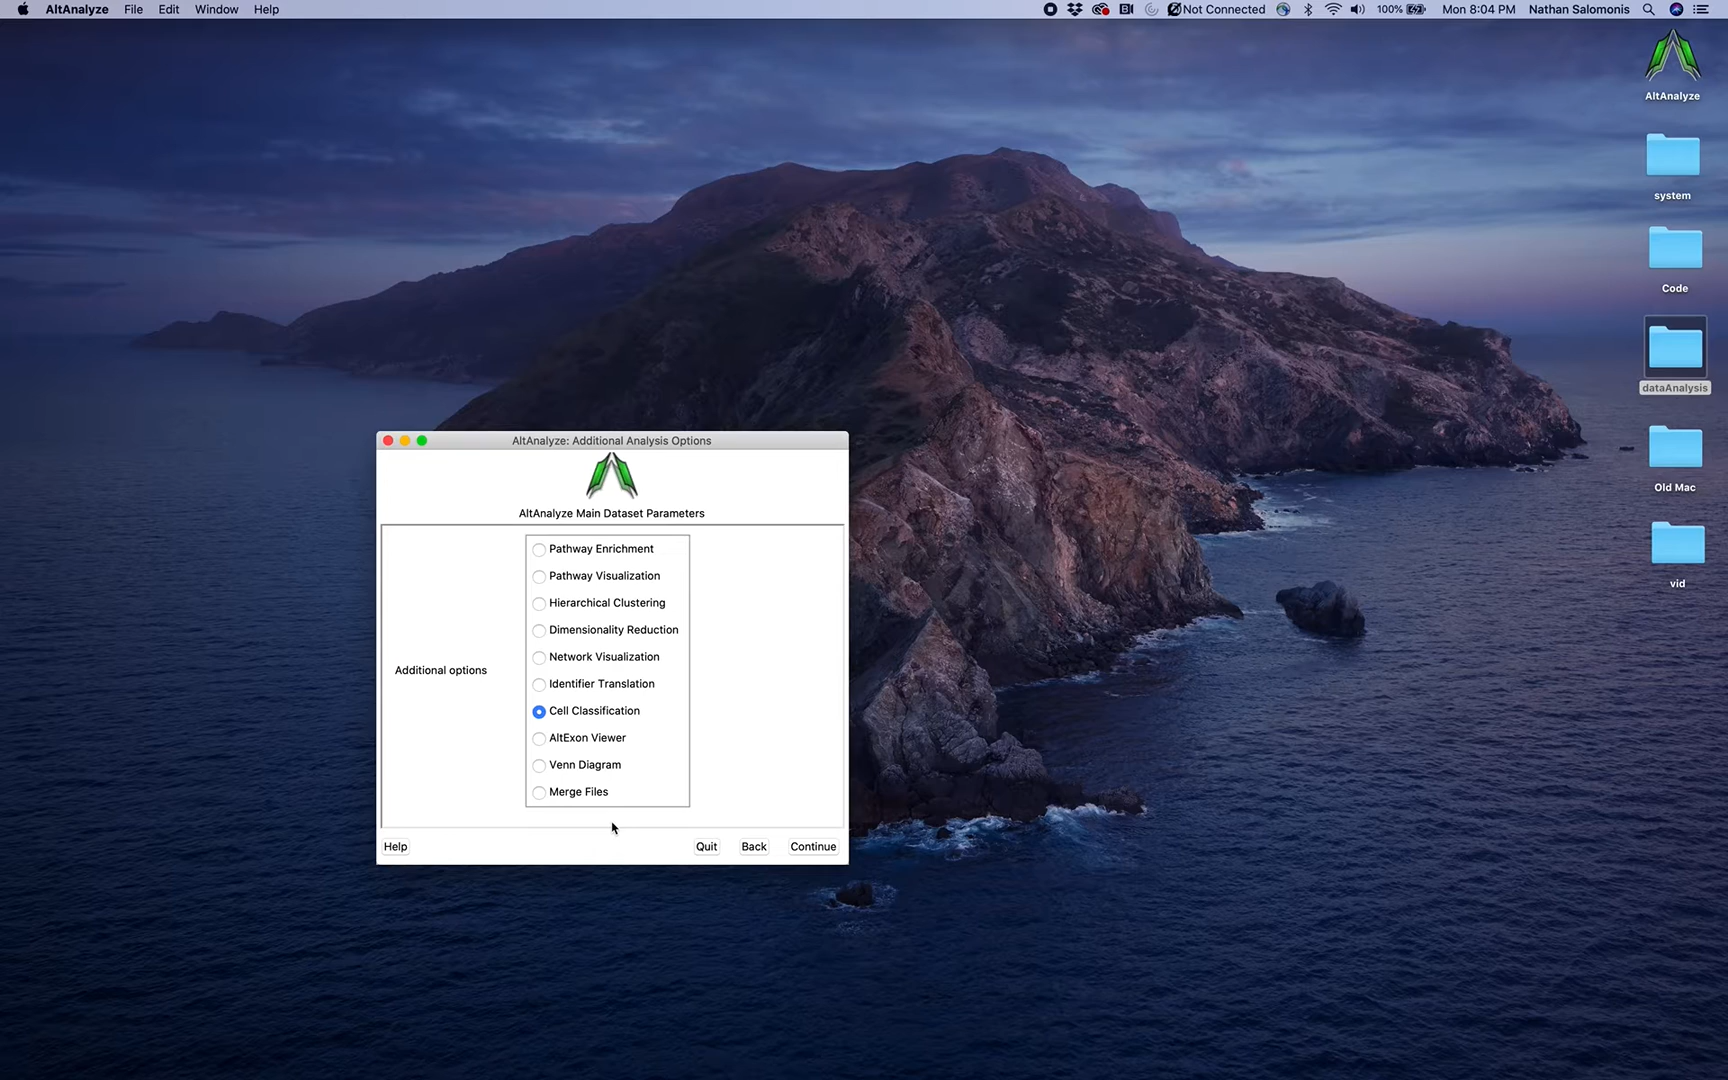 AltAnalyze File Edit Window Help
Not Connected 100% Mon 8:04 PM Nathan Salomonis
AltAnalyze
system
Code
dataAnalysis
Old Mac
vid
AltAnalyze: Additional Analysis Options
AltAnalyze Main Dataset Parameters
Additional options
Pathway Enrichment
Pathway Visualization
Hierarchical Clustering
Dimensionality Reduction
Network Visualization
Identifier Translation
Cell Classification
AltExon Viewer
Venn Diagram
Merge Files
Help Quit Back Continue